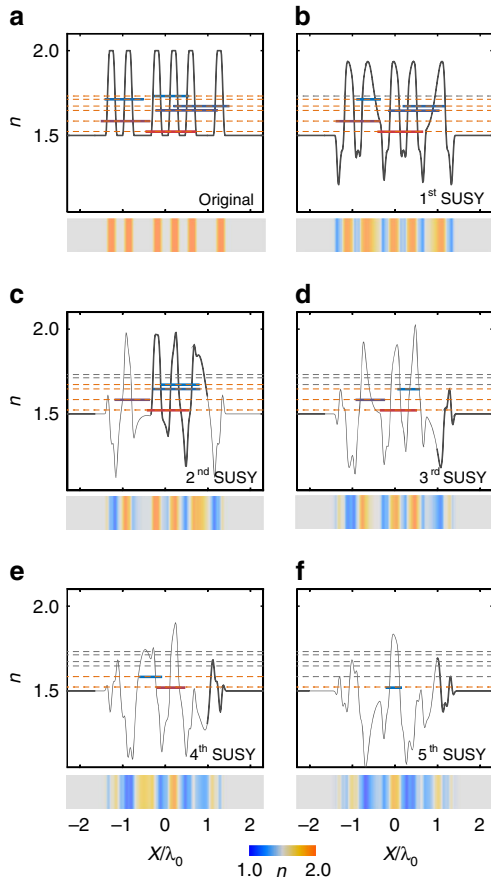 a
b
2.0
n
1.5
Original
1st SUSY
c
d
2.0
n
1.5
2nd SUSY
3rd SUSY
e
f
2.0
n
1.5
4th SUSY
5th SUSY
−2 −1 0 1 2
−2 −1 0 1 2
X/λ0
X/λ0
1.0 n 2.0